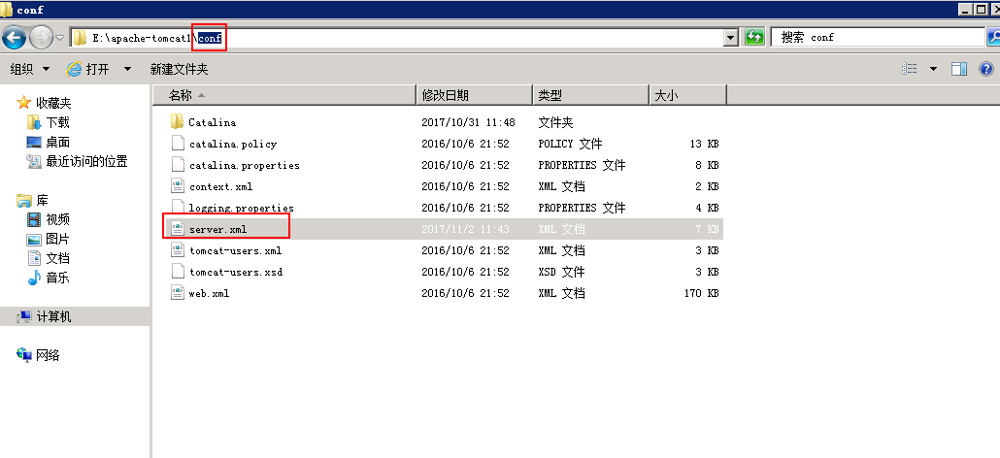 conf
E:\apache-tomcat1\conf
搜索 conf
组织 打开 新建文件夹
收藏夹
下载
桌面
最近访问的位置
库
视频
图片
文档
音乐
计算机
网络
名称 修改日期 类型 大小
Catalina 2017/10/31 11:48 文件夹
catalina.policy 2016/10/6 21:52 POLICY 文件 13 KB
catalina.properties 2016/10/6 21:52 PROPERTIES 文件 8 KB
context.xml 2016/10/6 21:52 XML 文档 2 KB
logging.properties 2016/10/6 21:52 PROPERTIES 文件 4 KB
server.xml 2017/11/2 11:43 XML 文档 7 KB
tomcat-users.xml 2016/10/6 21:52 XML 文档 3 KB
tomcat-users.xsd 2016/10/6 21:52 XSD 文件 3 KB
web.xml 2016/10/6 21:52 XML 文档 170 KB